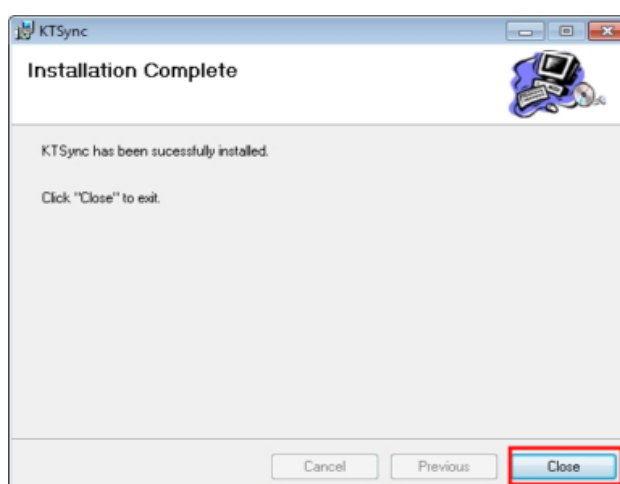 KTSync
Installation Complete
KTSync has been sucessfully installed.
Click "Close" to exit.
Cancel
Previous
Close